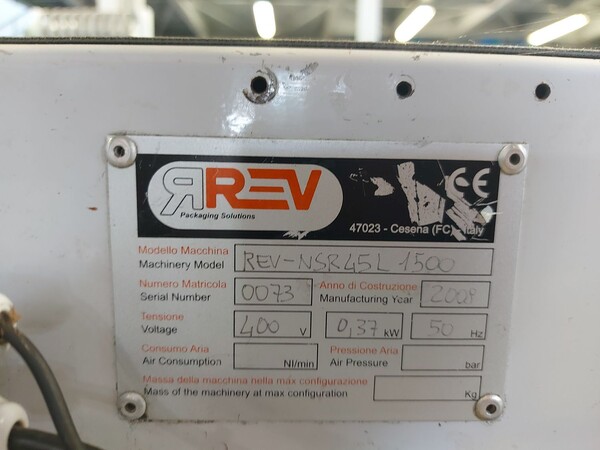 RREV
Packaging Solutions
CE
47023 - Cesena (FC) - Italy
Modello Macchina
Machinery Model REV-NSR45L 1500
Numero Matricola Anno di Costruzione
Serial Number 0073 Manufacturing Year 2008
Tensione
Voltage 400 V 0,37 kW 50 Hz
Consumo Aria Pressione Aria
Air Consumption Nl/min Air Pressure bar
Massa della macchina nella max configurazione
Mass of the machinery at max configuration Kg